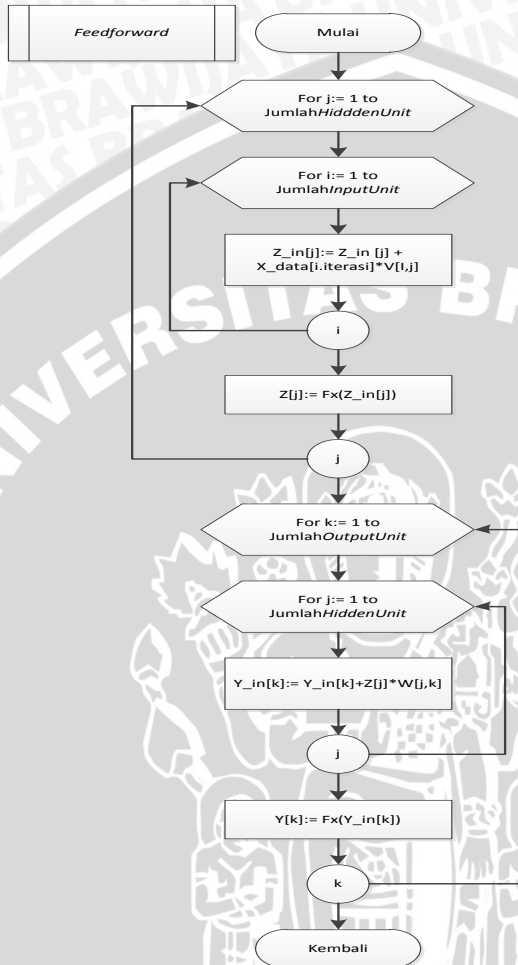 Feedforward
Mulai
For j:= 1 to
JumlahHidddenUnit
For i:= 1 to
JumlahInputUnit
Z_in[j]:= Z_in [j] +
X_data[i.iterasi]*V[I,j]
i
Z[j]:= Fx(Z_in[j])
j
For k:= 1 to
JumlahOutputUnit
For j:= 1 to
JumlahHiddenUnit
Y_in[k]:= Y_in[k]+Z[j]*W[j,k]
j
Y[k]:= Fx(Y_in[k])
k
Kembali